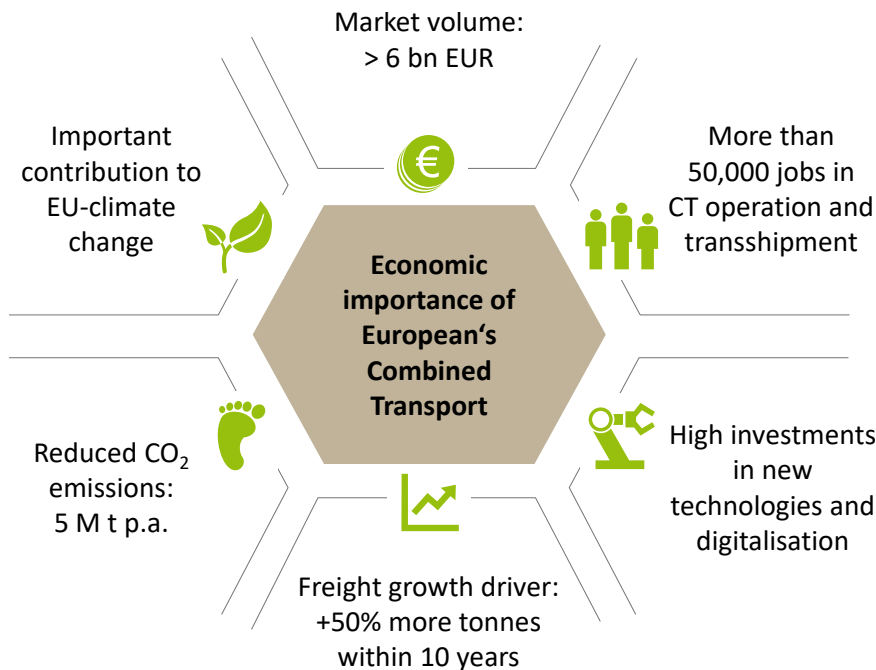 Market volume:
> 6 bn EUR
Important
contribution to
EU-climate
change
€
More than
50,000 jobs in
CT operation and
transshipment
Economic
importance of
European‘s
Combined
Transport
Reduced CO₂
emissions:
5 M t p.a.
High investments
in new
technologies and
digitalisation
Freight growth driver:
+50% more tonnes
within 10 years